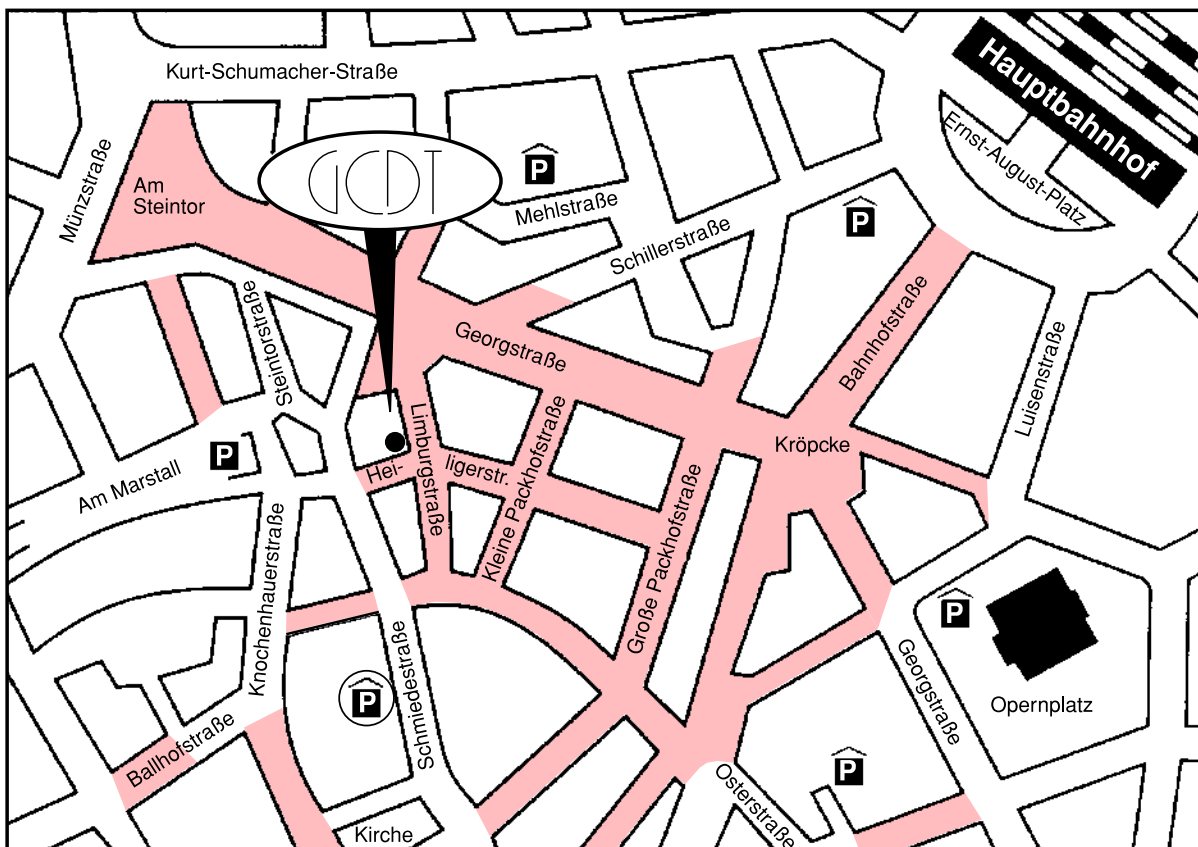 Kurt-Schumacher-Straße
Hauptbahnhof
Ernst-August-Platz
Münzstraße
Am
Steintor
GCDT
P
Mehlstraße
P
Schillerstraße
Steintorstraße
Georgstraße
Bahnhofstraße
Luisenstraße
Limburgstraße
Kleine Packhofstraße
Kröpcke
P
Am Marstall
Hei-
ligerstr.
Große Packhofstraße
Knochenhauerstraße
P
Schmiedestraße
Georgstraße
P
Opernplatz
Ballhofstraße
P
Osterstraße
Kirche